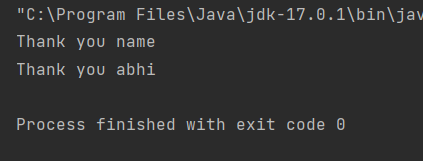 "C:\Program Files\Java\jdk-17.0.1\bin\jav
Thank you name
Thank you abhi
Process finished with exit code 0